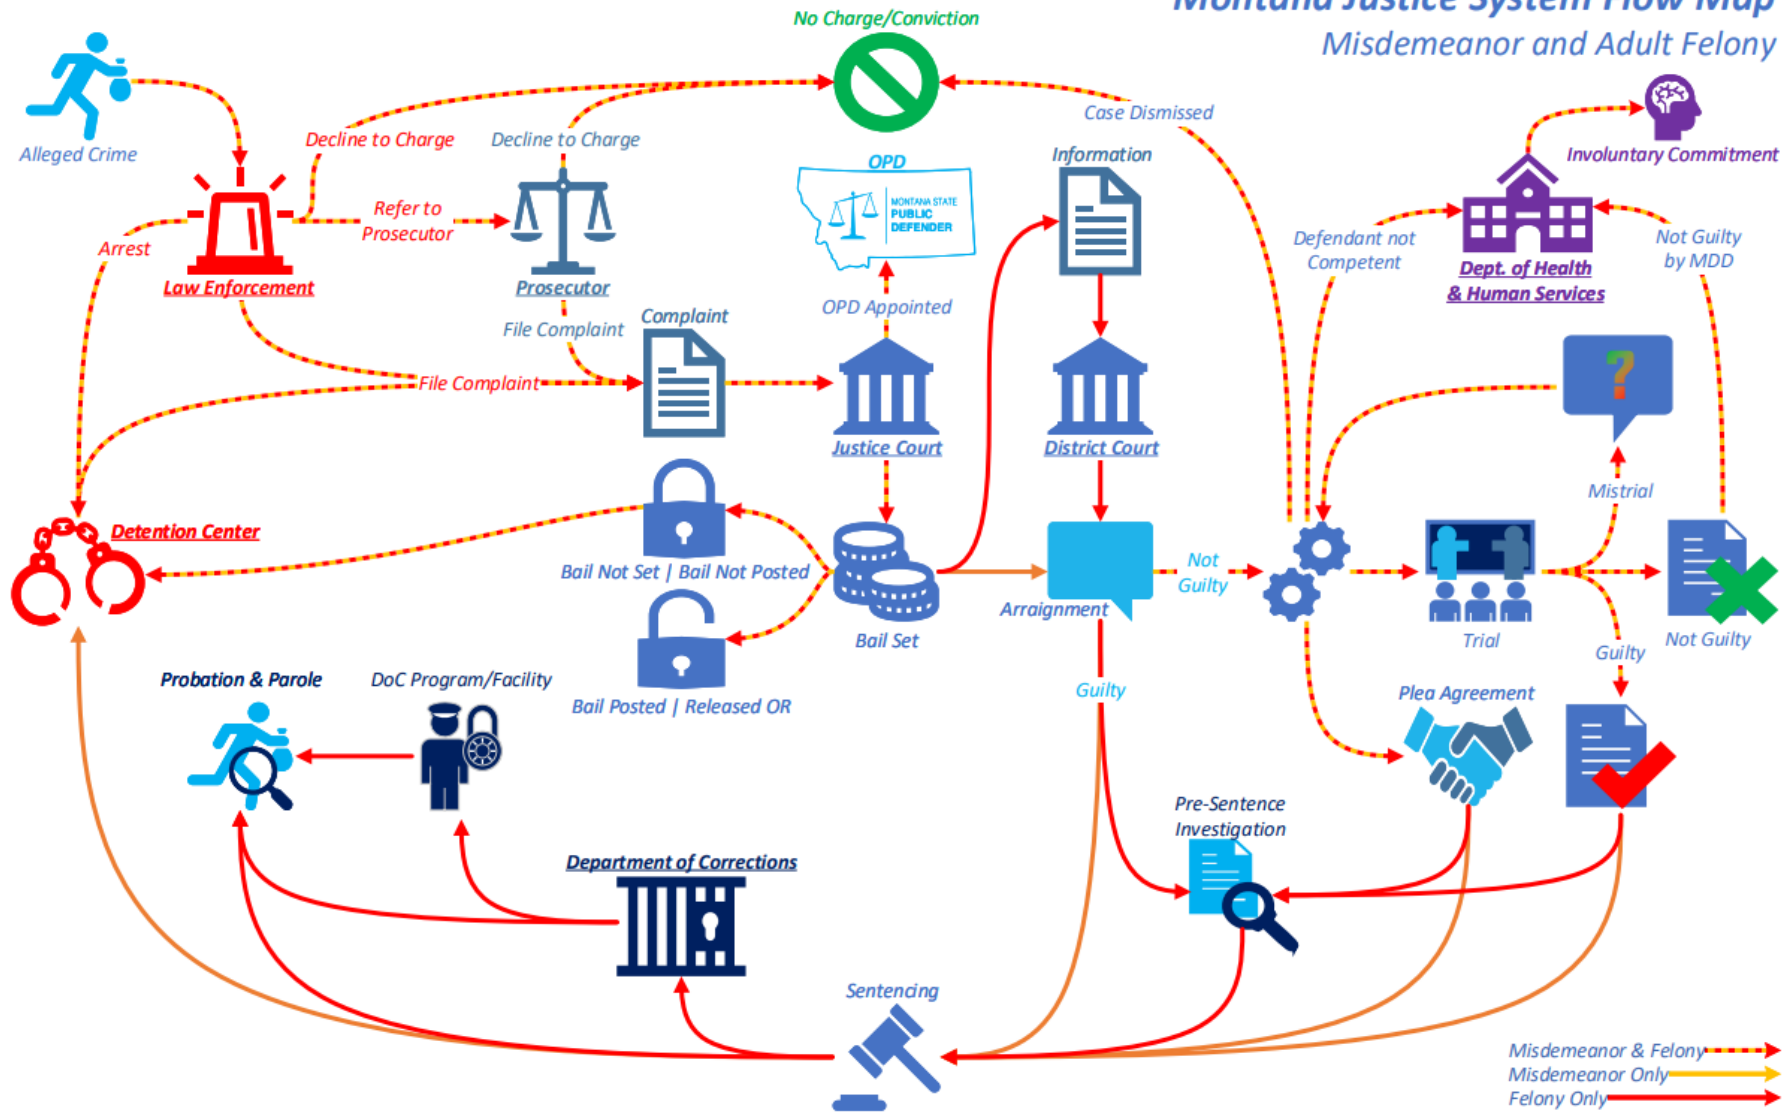 Montana Justice System Flow Map
Misdemeanor and Adult Felony
No Charge/Conviction
Alleged Crime
Decline to Charge
Decline to Charge
Case Dismissed
OPD
MONTANA STATE
PUBLIC
DEFENDER
Information
Involuntary Commitment
Arrest
Refer to
Prosecutor
Law Enforcement
Prosecutor
Defendant not
Competent
Not Guilty
by MDD
Dept. of Health
& Human Services
File Complaint
Complaint
OPD Appointed
File Complaint
Justice Court
District Court
?
Mistrial
Detention Center
Bail Not Set | Bail Not Posted
Bail Set
Arraignment
Not
Guilty
Trial
Not Guilty
Guilty
Probation & Parole
DoC Program/Facility
Bail Posted | Released OR
Guilty
Plea Agreement
Pre-Sentence
Investigation
Department of Corrections
Sentencing
Misdemeanor & Felony
Misdemeanor Only
Felony Only